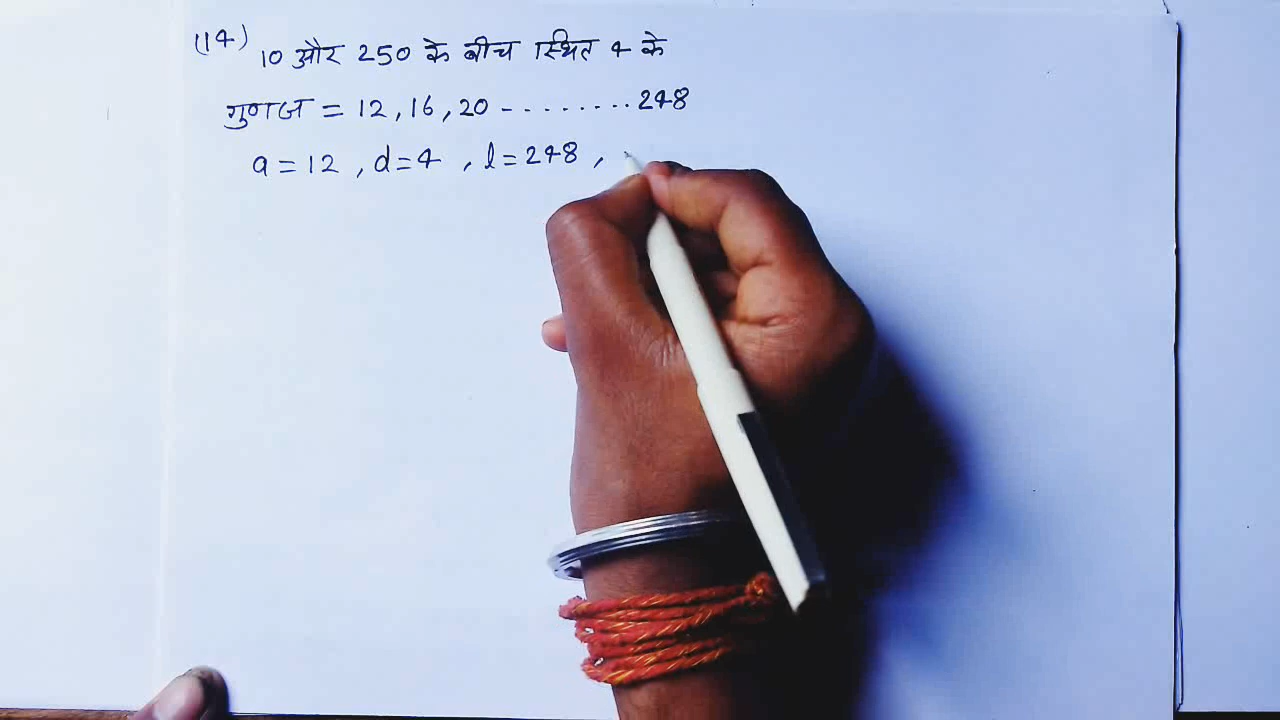 (14) 10 और 250 के बीच स्थित 4 के
गुणज = 12, 16, 20 - . . . . . . . 248
a = 12 , d = 4 , l = 248 ,